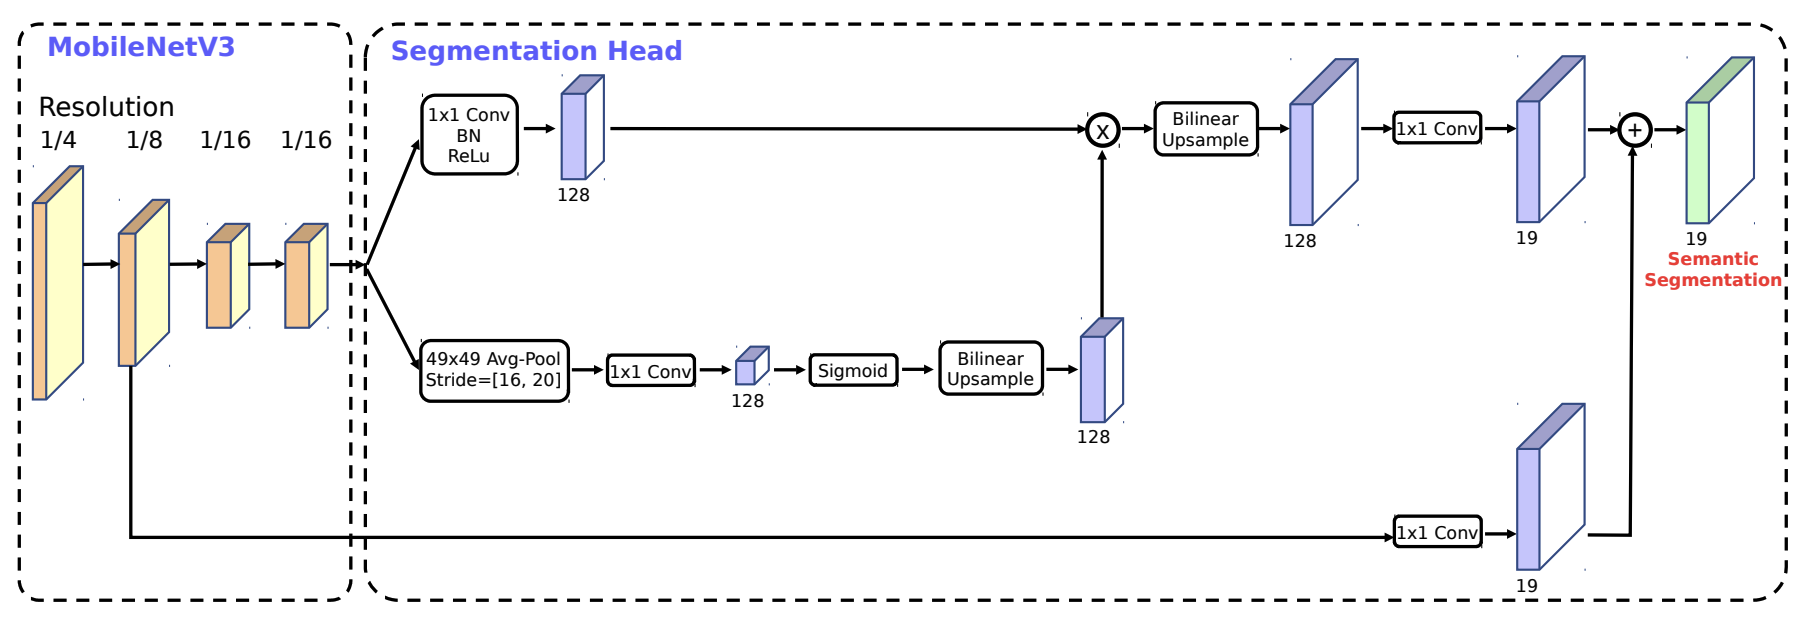 MobileNetV3
Segmentation Head
Resolution
1/4 1/8 1/16 1/16
1x1 Conv
BN
ReLu
128
X
Bilinear
Upsample
128
1x1 Conv
19
+
19
Semantic
Segmentation
49x49 Avg-Pool
Stride=[16, 20]
1x1 Conv
128
Sigmoid
Bilinear
Upsample
128
1x1 Conv
19